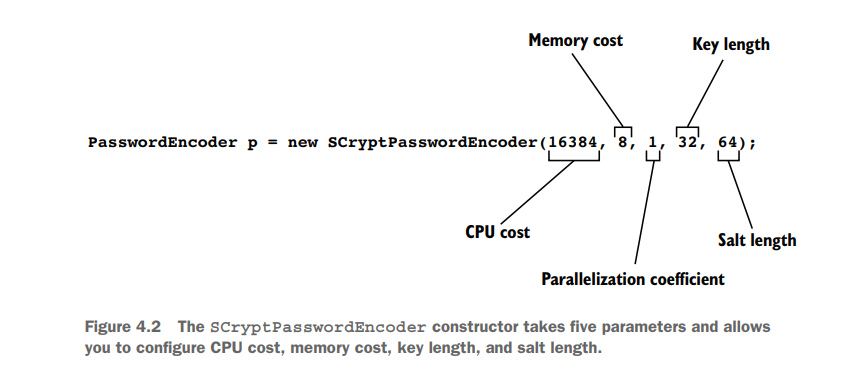 Memory cost
Key length
PasswordEncoder p = new SCryptPasswordEncoder(16384, 8, 1, 32, 64);
CPU cost
Salt length
Parallelization coefficient
Figure 4.2 The SCryptPasswordEncoder constructor takes five parameters and allows
you to configure CPU cost, memory cost, key length, and salt length.